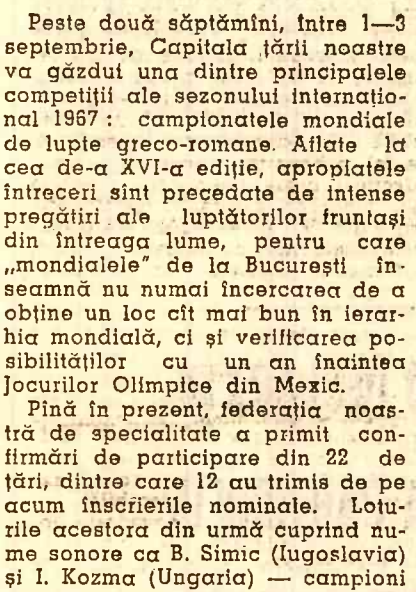 Peste două săptămîni, între 1—3
septembrie, Capitala țării noastre
va găzdui una dintre principalele
competiții ale sezonului internațio-
nal 1967 : campionatele mondiale
de lupte greco-romane. Aflate la
cea de-a XVI-a ediție, apropiatele
întreceri sînt precedate de intense
pregătiri ale luptătorilor fruntași
din întreaga lume, pentru care
„mondialele" de la București în-
seamnă nu numai încercarea de a
obține un loc cît mai bun în ierar-
hia mondială, ci și verificarea po-
sibilităților cu un an înaintea
Jocurilor Olimpice din Mexic.
Pînă în prezent, federația noas-
tră de specialitate a primit con-
firmări de participare din 22 de
țări, dintre care 12 au trimis de pe
acum înscrierile nominale. Lotu-
rile acestora din urmă cuprind nu-
me sonore ca B. Simic (Iugoslavia)
și I. Kozma (Ungaria) — campioni